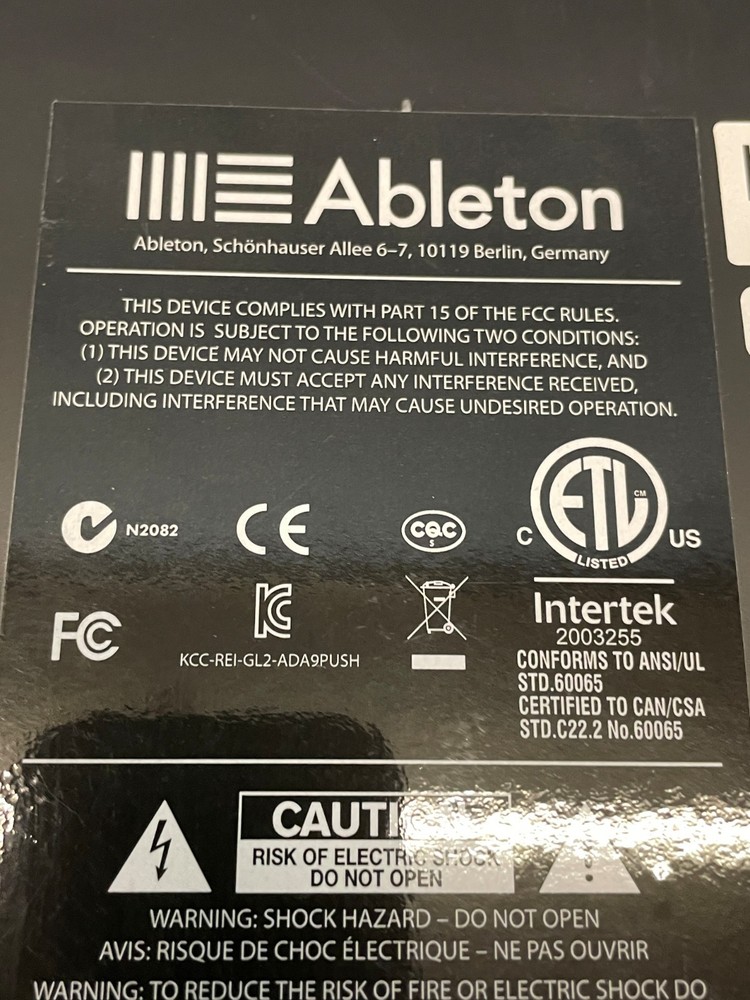 Ableton
Ableton, Schönhauser Allee 6–7, 10119 Berlin, Germany
THIS DEVICE COMPLIES WITH PART 15 OF THE FCC RULES.
OPERATION IS SUBJECT TO THE FOLLOWING TWO CONDITIONS:
(1) THIS DEVICE MAY NOT CAUSE HARMFUL INTERFERENCE, AND
(2) THIS DEVICE MUST ACCEPT ANY INTERFERENCE RECEIVED,
INCLUDING INTERFERENCE THAT MAY CAUSE UNDESIRED OPERATION.
N2082
CE
CQC
S
C ETL CM US
LISTED
FC
KC
KCC-REI-GL2-ADA9PUSH
Intertek
2003255
CONFORMS TO ANSI/UL
STD.60065
CERTIFIED TO CAN/CSA
STD.C22.2 No.60065
CAUTION
RISK OF ELECTRIC SHOCK
DO NOT OPEN
!
WARNING: SHOCK HAZARD – DO NOT OPEN
AVIS: RISQUE DE CHOC ÉLECTRIQUE – NE PAS OUVRIR
WARNING: TO REDUCE THE RISK OF FIRE OR ELECTRIC SHOCK DO